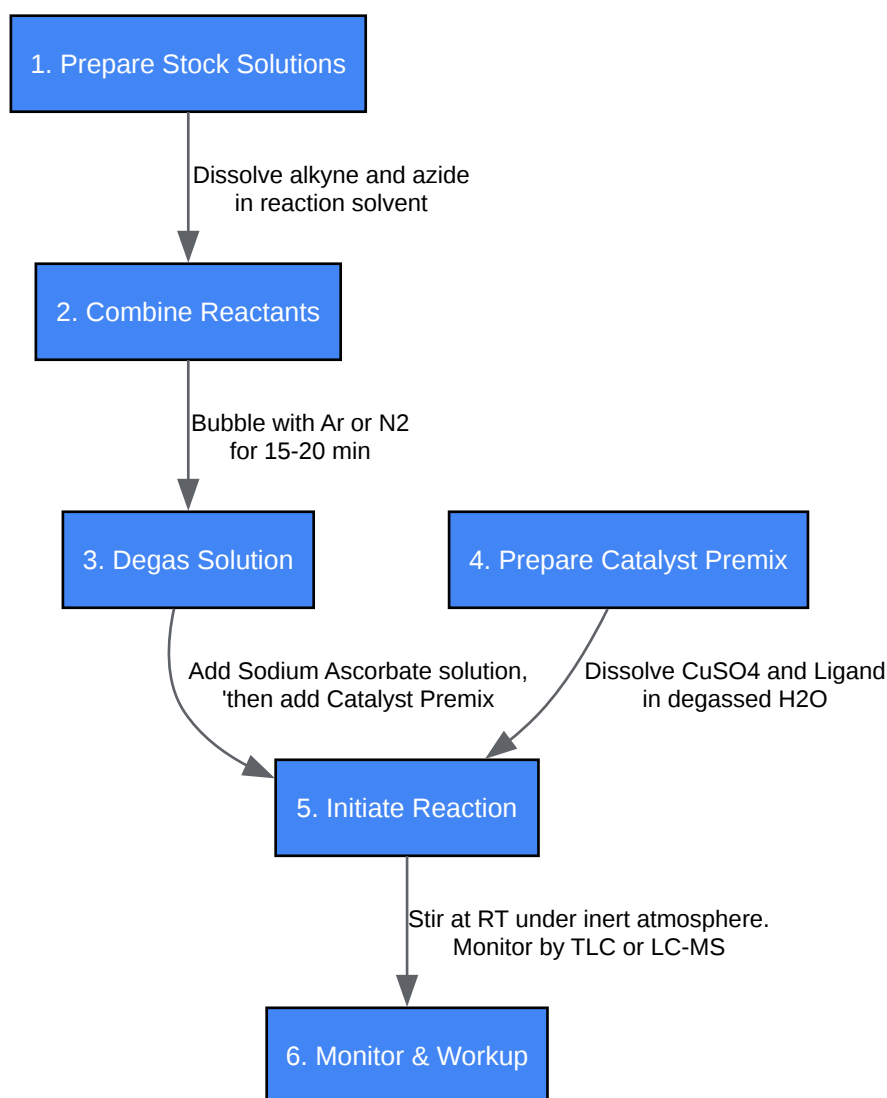 1. Prepare Stock Solutions
Dissolve alkyne and azide
in reaction solvent
2. Combine Reactants
Bubble with Ar or N2
for 15-20 min
3. Degas Solution
4. Prepare Catalyst Premix
Add Sodium Ascorbate solution,
'then add Catalyst Premix
Dissolve CuSO4 and Ligand
in degassed H2O
5. Initiate Reaction
Stir at RT under inert atmosphere.
Monitor by TLC or LC-MS
6. Monitor & Workup